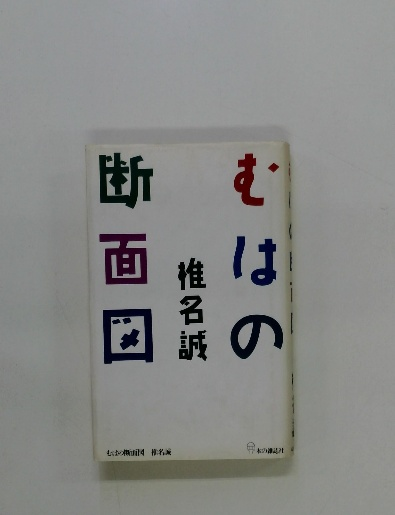 むはの
断面図
椎名誠
むはの断面図 椎名誠
本の雑誌社